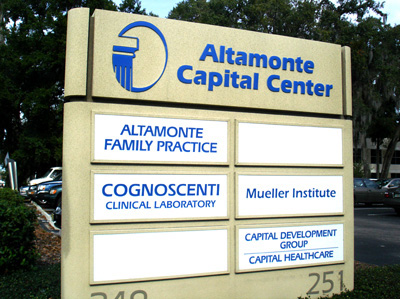 Altamonte
Capital Center
ALTAMONTE
FAMILY PRACTICE
COGNOSCENTI
CLINICAL LABORATORY
Mueller Institute
CAPITAL DEVELOPMENT
GROUP
CAPITAL HEALTHCARE
251